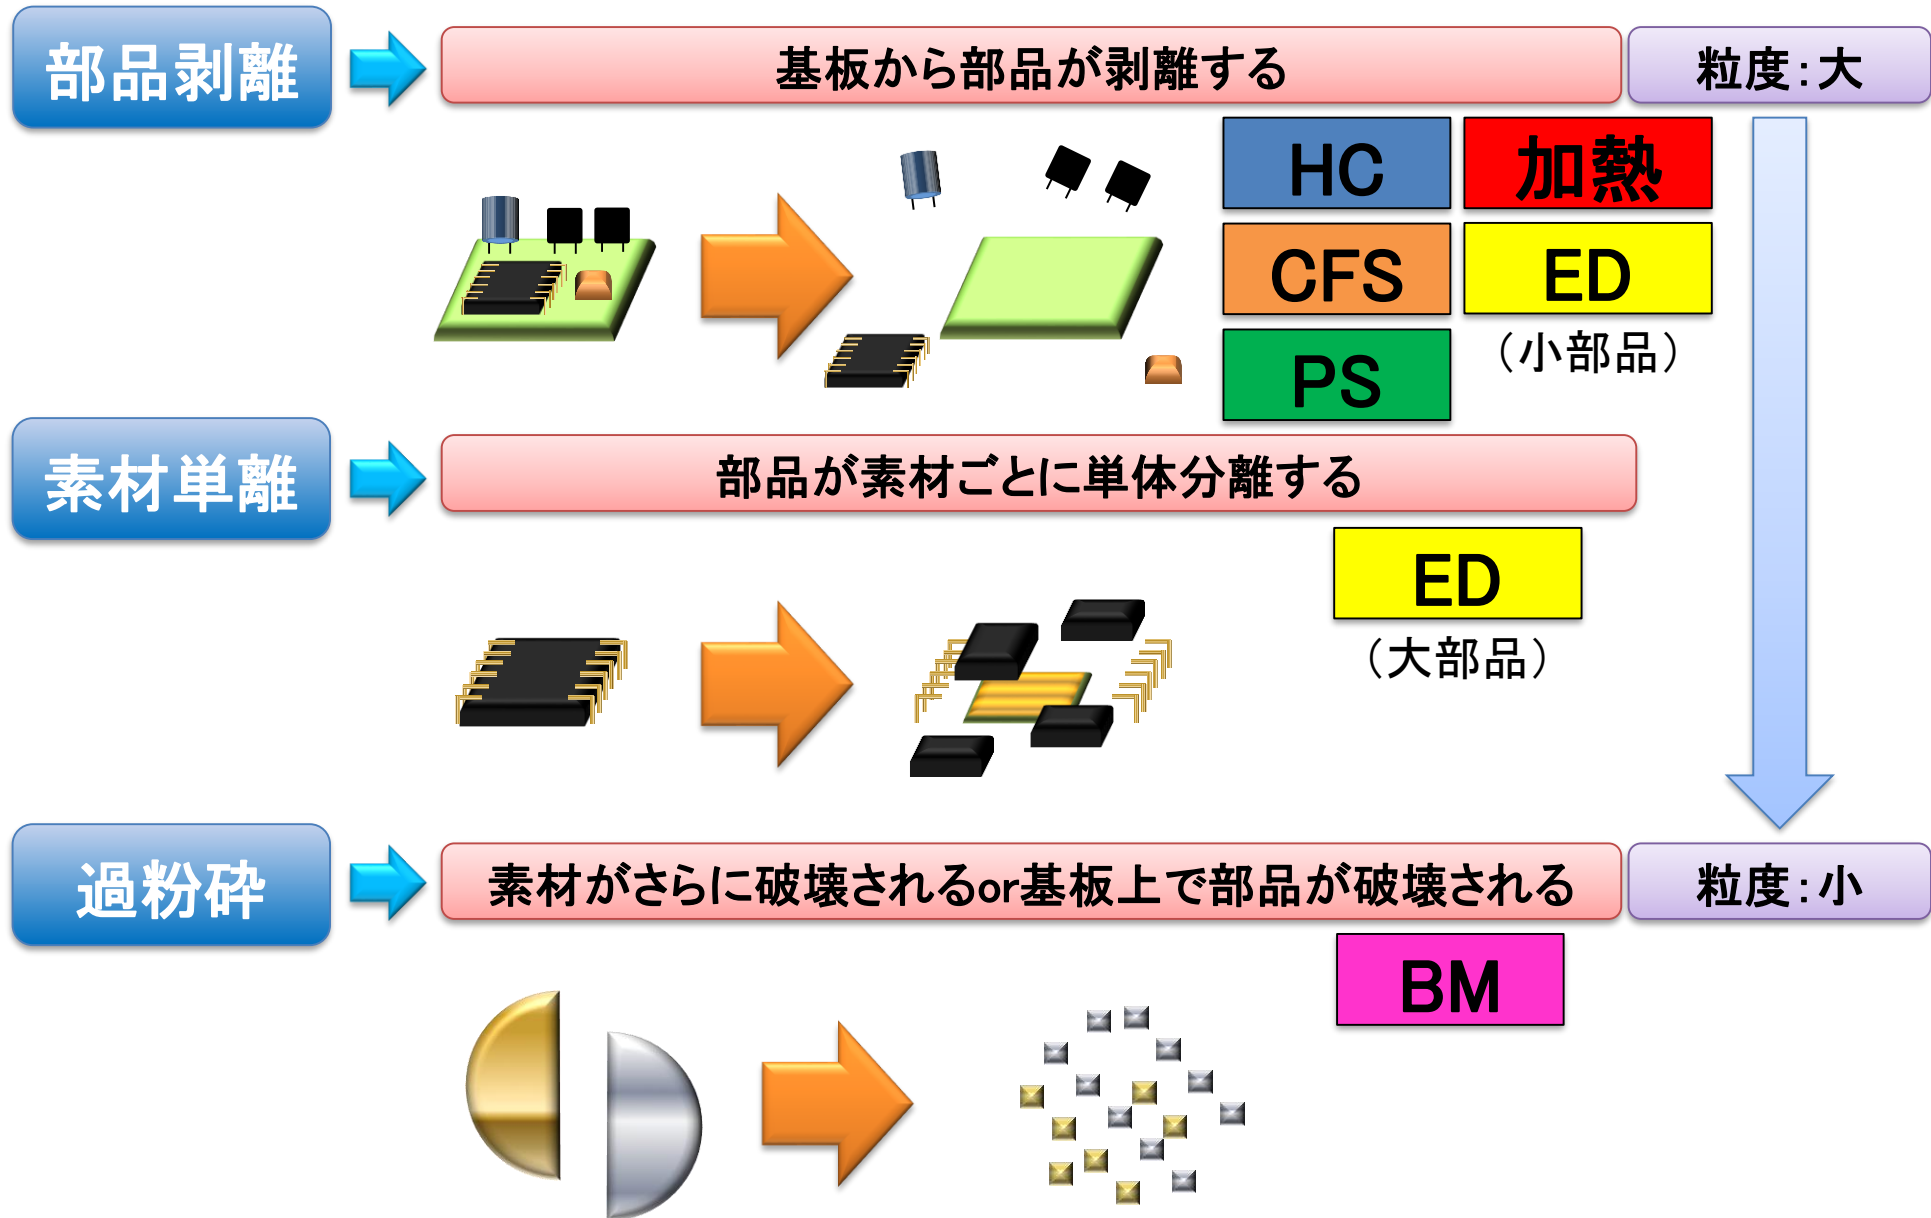 部品剥離
基板から部品が剥離する
粒度：大
HC
加熱
CFS
ED
（小部品）
PS
素材単離
部品が素材ごとに単体分離する
ED
（大部品）
過粉砕
素材がさらに破壊されるor基板上で部品が破壊される
粒度：小
BM